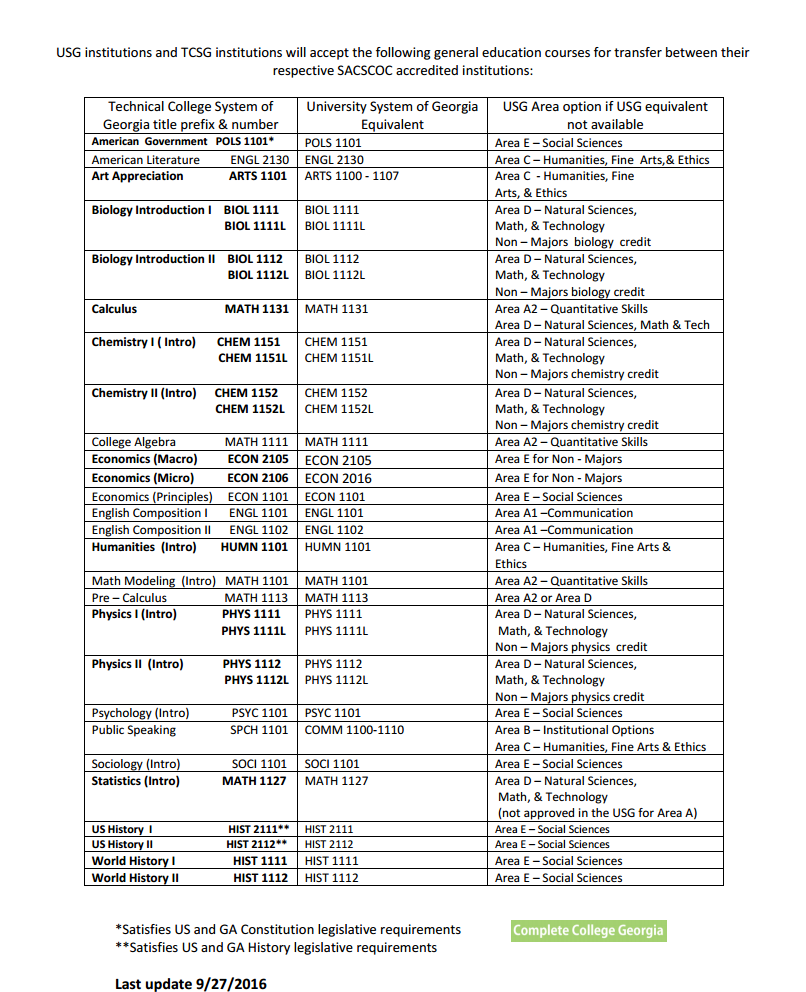 USG institutions and TCSG institutions will accept the following general education courses for transfer between their
respective SACSCOC accredited institutions:
Technical College System of Georgia title prefix & number | University System of Georgia Equivalent | USG Area option if USG equivalent not available
American Government POLS 1101* POLS 1101 Area E – Social Sciences
American Literature ENGL 2130 ENGL 2130 Area C – Humanities, Fine Arts,& Ethics
Art Appreciation ARTS 1101 ARTS 1100 - 1107 Area C - Humanities, Fine
Arts, & Ethics
Biology Introduction I BIOL 1111 BIOL 1111 Area D – Natural Sciences,
BIOL 1111L BIOL 1111L Math, & Technology
Non – Majors biology credit
Biology Introduction II BIOL 1112 BIOL 1112 Area D – Natural Sciences,
BIOL 1112L BIOL 1112L Math, & Technology
Non – Majors biology credit
Calculus MATH 1131 MATH 1131 Area A2 – Quantitative Skills
Area D – Natural Sciences, Math & Tech
Chemistry I ( Intro) CHEM 1151 CHEM 1151 Area D – Natural Sciences,
CHEM 1151L CHEM 1151L Math, & Technology
Non – Majors chemistry credit
Chemistry II (Intro) CHEM 1152 CHEM 1152 Area D – Natural Sciences,
CHEM 1152L CHEM 1152L Math, & Technology
Non – Majors chemistry credit
College Algebra MATH 1111 MATH 1111 Area A2 – Quantitative Skills
Economics (Macro) ECON 2105 ECON 2105 Area E for Non - Majors
Economics (Micro) ECON 2106 ECON 2016 Area E for Non - Majors
Economics (Principles) ECON 1101 ECON 1101 Area E – Social Sciences
English Composition I ENGL 1101 ENGL 1101 Area A1 –Communication
English Composition II ENGL 1102 ENGL 1102 Area A1 –Communication
Humanities (Intro) HUMN 1101 HUMN 1101 Area C – Humanities, Fine Arts &
Ethics
Math Modeling (Intro) MATH 1101 MATH 1101 Area A2 – Quantitative Skills
Pre – Calculus MATH 1113 MATH 1113 Area A2 or Area D
Physics I (Intro) PHYS 1111 PHYS 1111 Area D – Natural Sciences,
PHYS 1111L PHYS 1111L Math, & Technology
Non – Majors physics credit
Physics II (Intro) PHYS 1112 PHYS 1112 Area D – Natural Sciences,
PHYS 1112L PHYS 1112L Math, & Technology
Non – Majors physics credit
Psychology (Intro) PSYC 1101 PSYC 1101 Area E – Social Sciences
Public Speaking SPCH 1101 COMM 1100-1110 Area B – Institutional Options
Area C – Humanities, Fine Arts & Ethics
Sociology (Intro) SOCI 1101 SOCI 1101 Area E – Social Sciences
Statistics (Intro) MATH 1127 MATH 1127 Area D – Natural Sciences,
Math, & Technology
(not approved in the USG for Area A)
US History I HIST 2111** HIST 2111 Area E – Social Sciences
US History II HIST 2112** HIST 2112 Area E – Social Sciences
World History I HIST 1111 HIST 1111 Area E – Social Sciences
World History II HIST 1112 HIST 1112 Area E – Social Sciences
*Satisfies US and GA Constitution legislative requirements
Complete College Georgia
**Satisfies US and GA History legislative requirements
Last update 9/27/2016